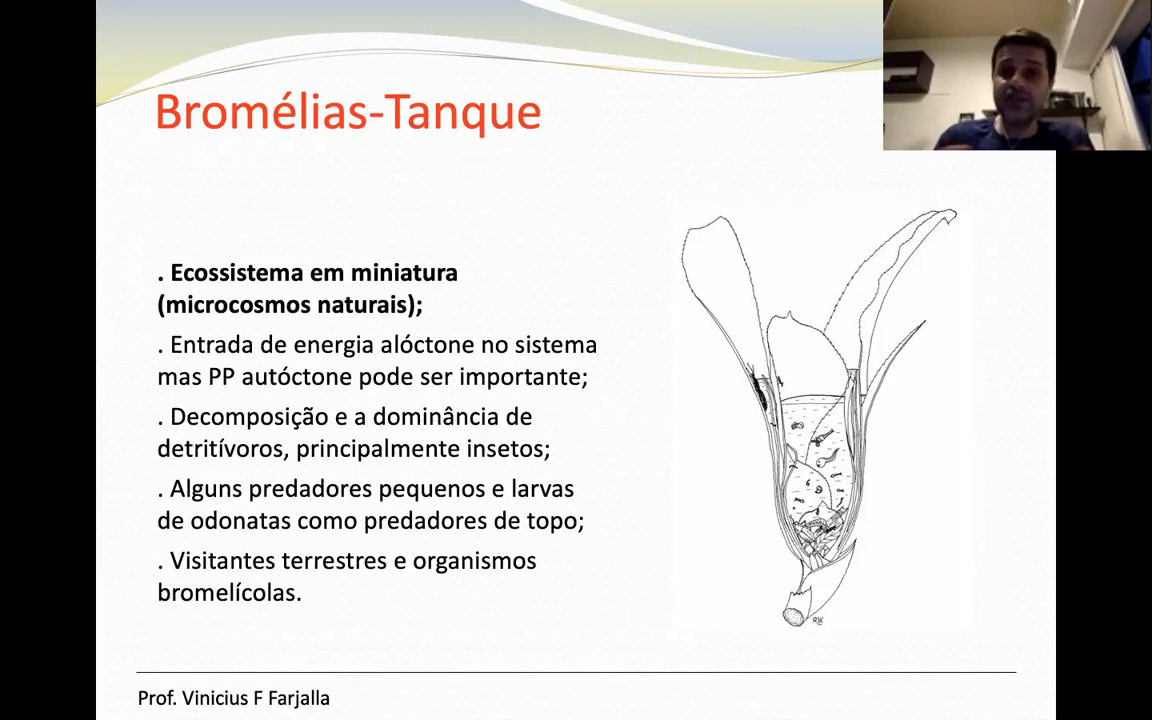 Bromélias-Tanque
. Ecossistema em miniatura
(microcosmos naturais);
. Entrada de energia alóctone no sistema
mas PP autóctone pode ser importante;
. Decomposição e a dominância de
detritívoros, principalmente insetos;
. Alguns predadores pequenos e larvas
de odonatas como predadores de topo;
. Visitantes terrestres e organismos
bromelícolas.
Prof. Vinicius F Farjalla